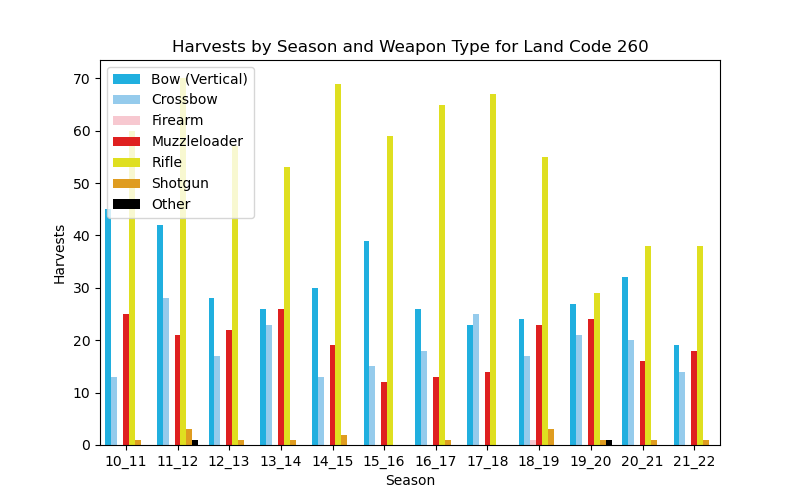 Harvests by Season and Weapon Type for Land Code 260
Bow (Vertical)
Crossbow
Firearm
Muzzleloader
Rifle
Shotgun
Other
Harvests
70
60
50
40
30
20
10
0
10_11 11_12 12_13 13_14 14_15 15_16 16_17 17_18 18_19 19_20 20_21 21_22
Season